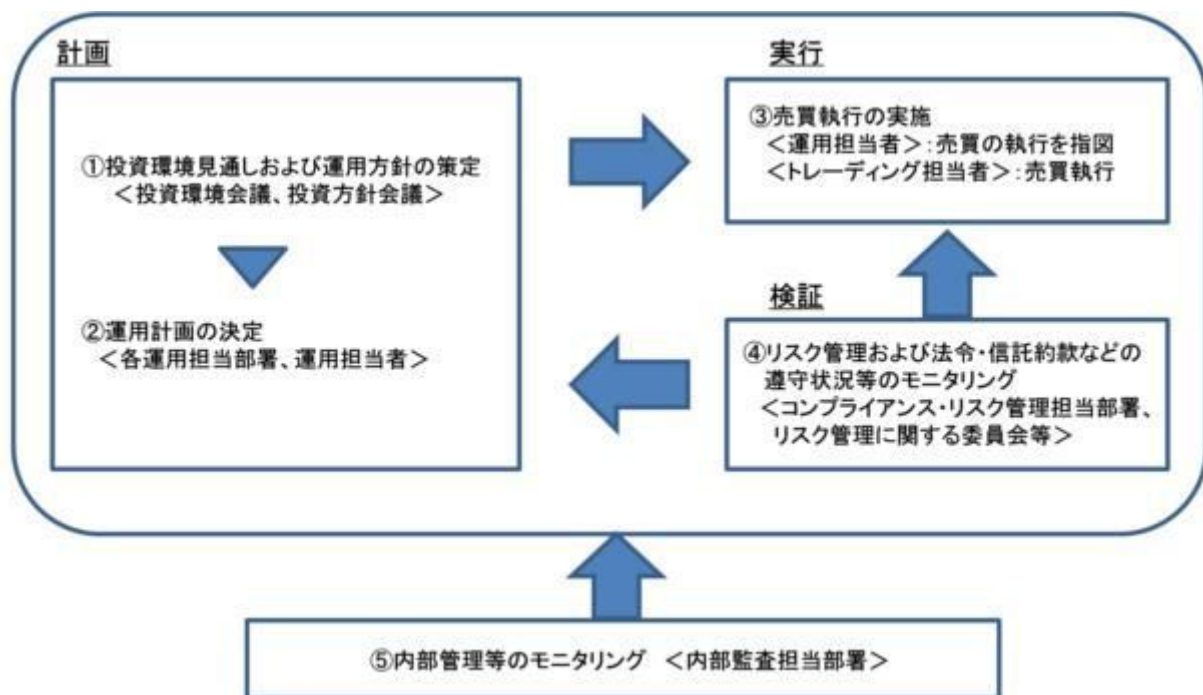 計画
①投資環境見通しおよび運用方針の策定
<投資環境会議、投資方針会議>
②運用計画の決定
<各運用担当部署、運用担当者>
実行
③売買執行の実施
<運用担当者>:売買の執行を指図
<トレーディング担当者>:売買執行
検証
④リスク管理および法令・信託約款などの
遵守状況等のモニタリング
<コンプライアンス・リスク管理担当部署、
リスク管理に関する委員会等>
⑤内部管理等のモニタリング <内部監査担当部署>